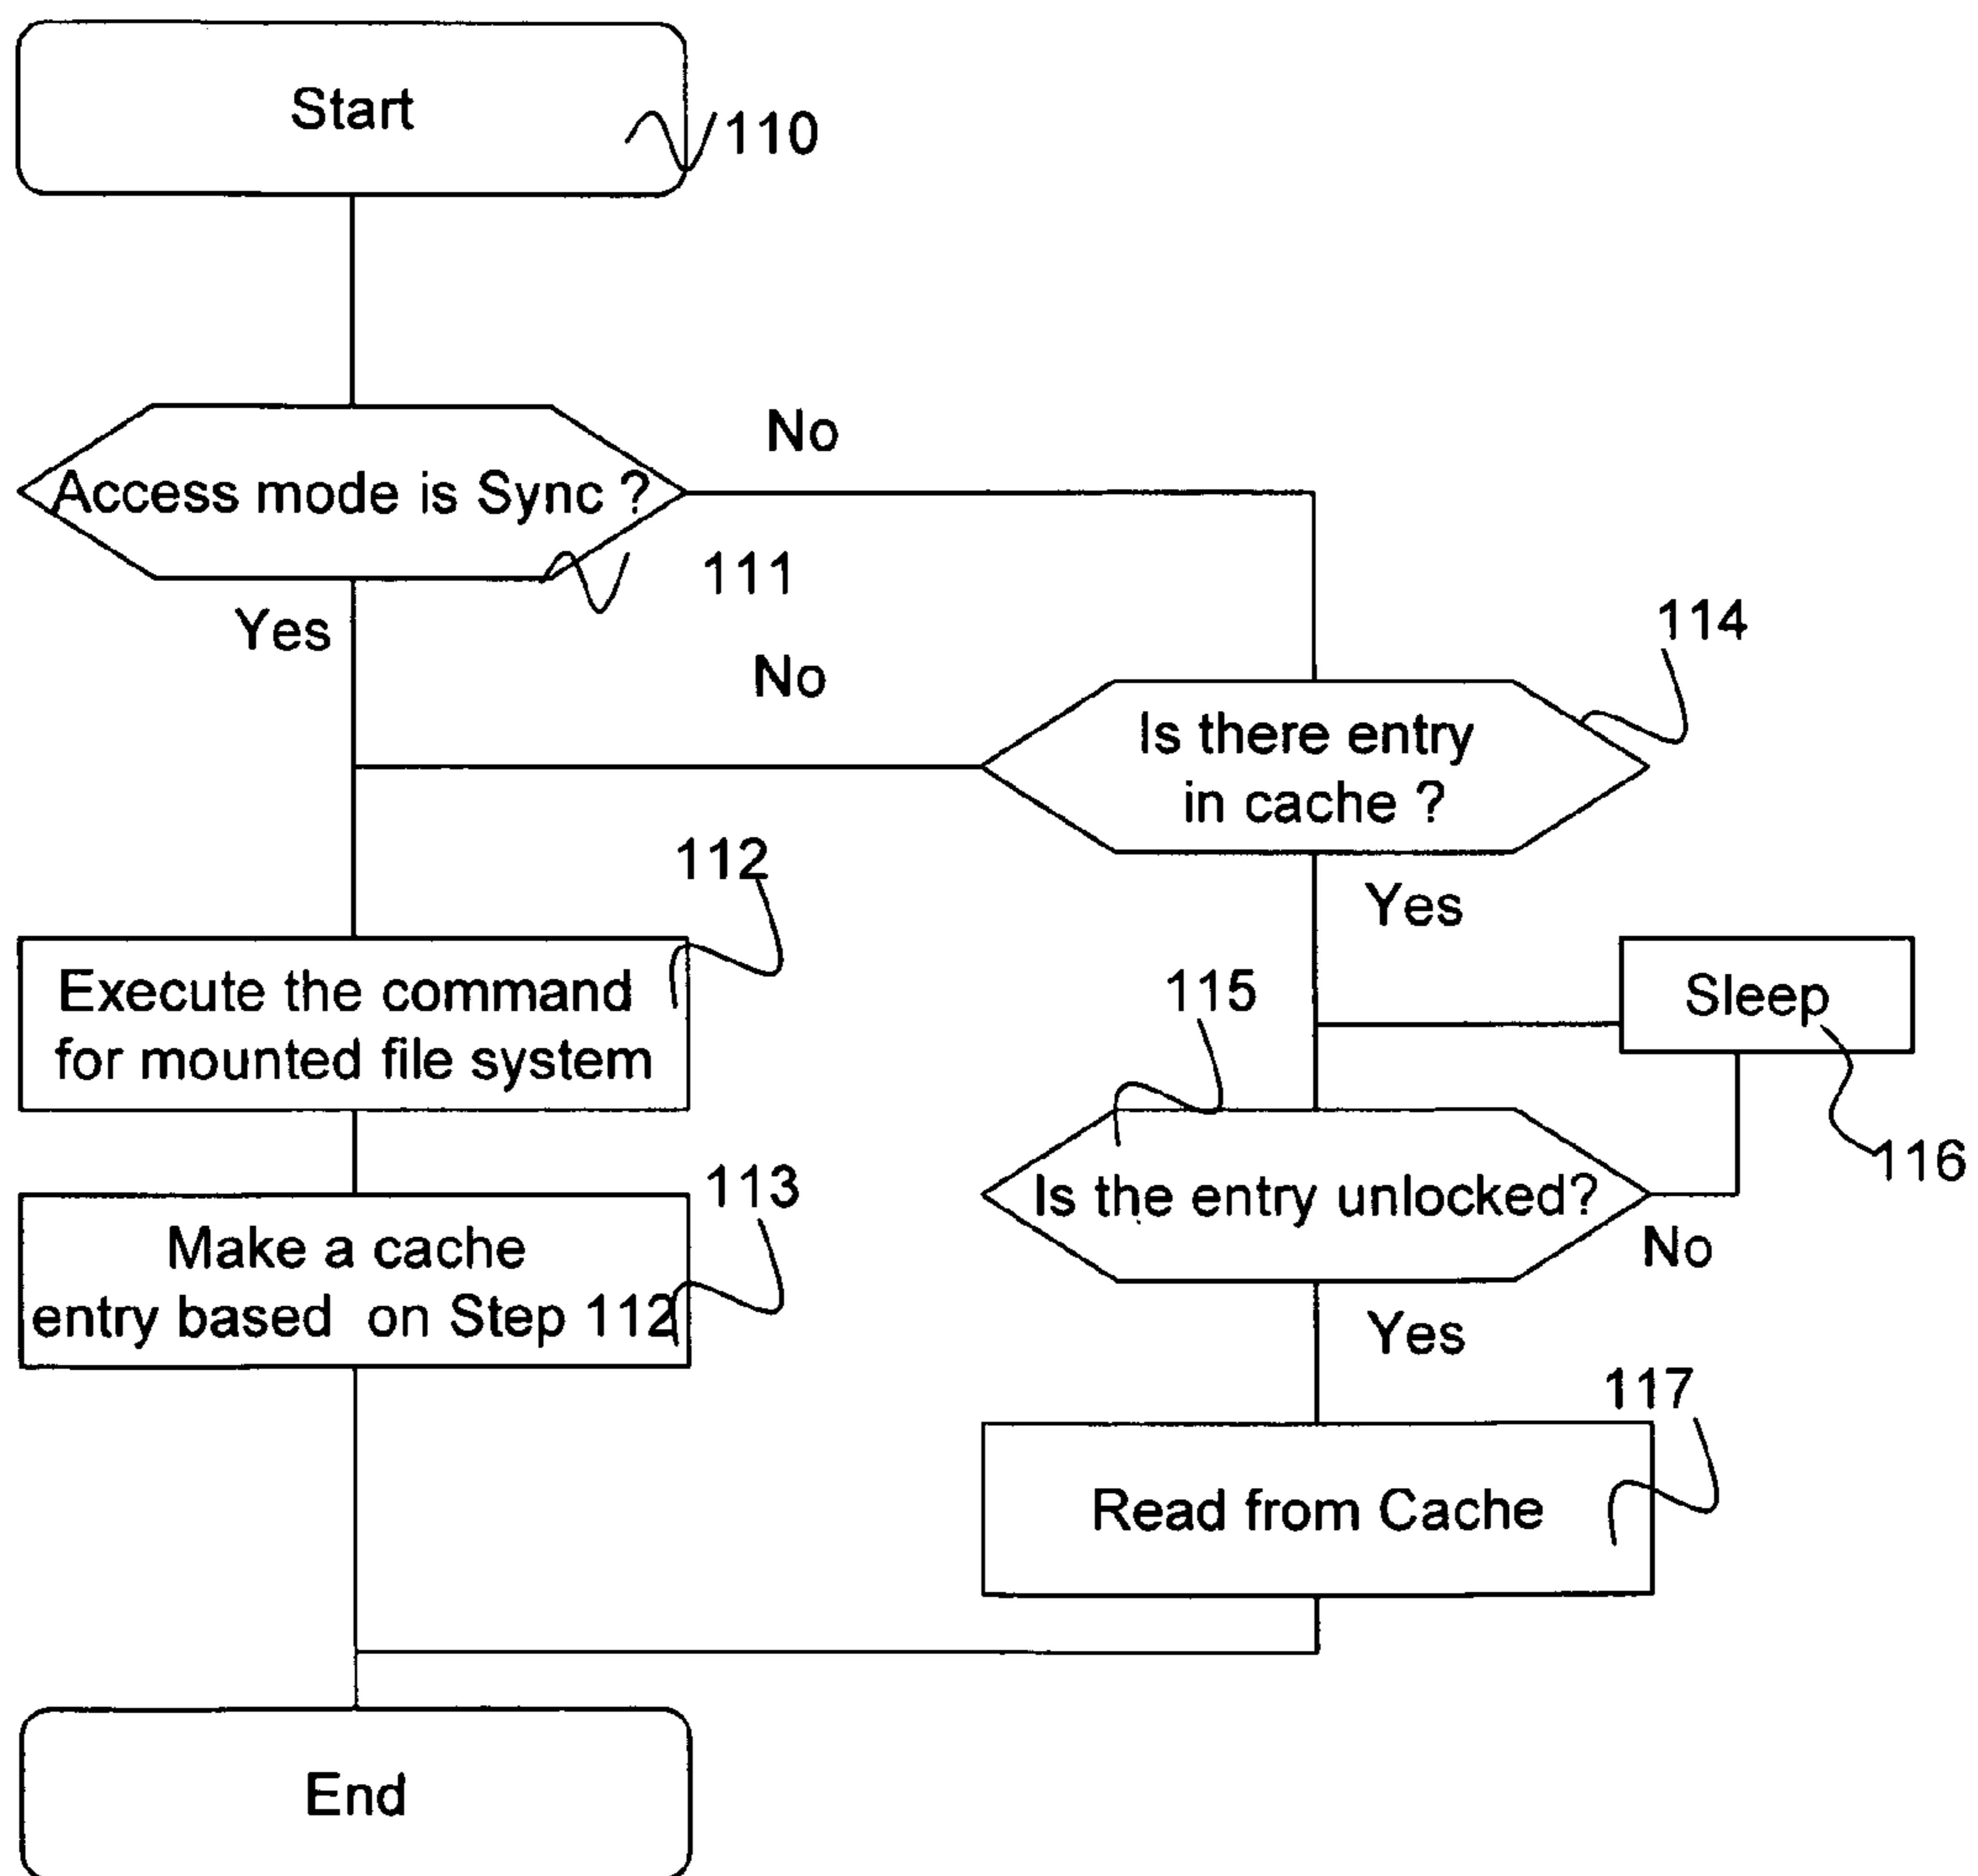 Start
110
Access mode is Sync ?
No
111
Yes
No
114
Is there entry
in cache ?
Yes
112
Execute the command
for mounted file system
115
Sleep
116
Is the entry unlocked?
No
113
Make a cache
entry based on Step 112
Yes
117
Read from Cache
End